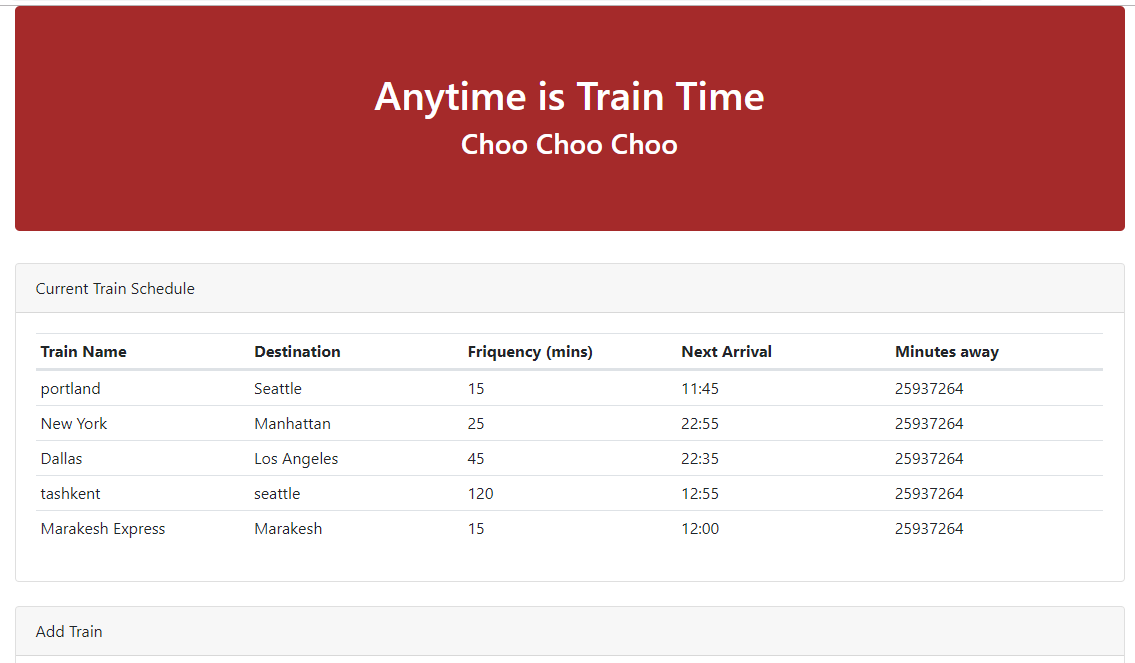 Anytime is Train Time
Choo Choo Choo
Current Train Schedule
Train Name Destination Friquency (mins) Next Arrival Minutes away
portland Seattle 15 11:45 25937264
New York Manhattan 25 22:55 25937264
Dallas Los Angeles 45 22:35 25937264
tashkent seattle 120 12:55 25937264
Marakesh Express Marakesh 15 12:00 25937264
Add Train